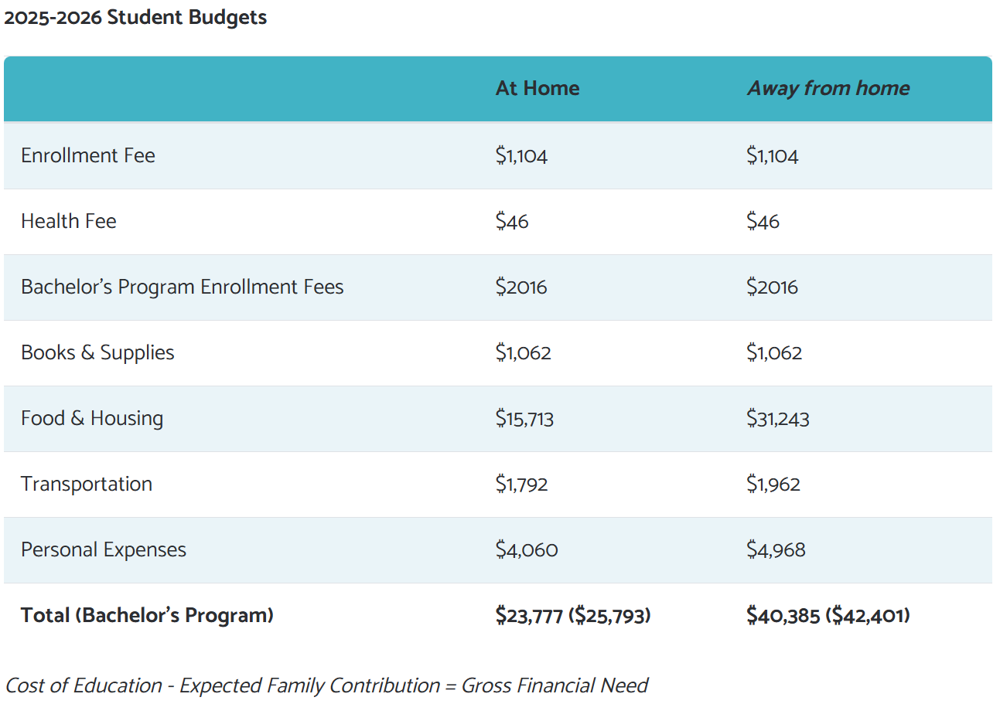 2025-2026 Student Budgets
At Home Away from home
Enrollment Fee $1,104 $1,104
Health Fee $46 $46
Bachelor’s Program Enrollment Fees $2016 $2016
Books & Supplies $1,062 $1,062
Food & Housing $15,713 $31,243
Transportation $1,792 $1,962
Personal Expenses $4,060 $4,968
Total (Bachelor’s Program) $23,777 ($25,793) $40,385 ($42,401)
Cost of Education - Expected Family Contribution = Gross Financial Need